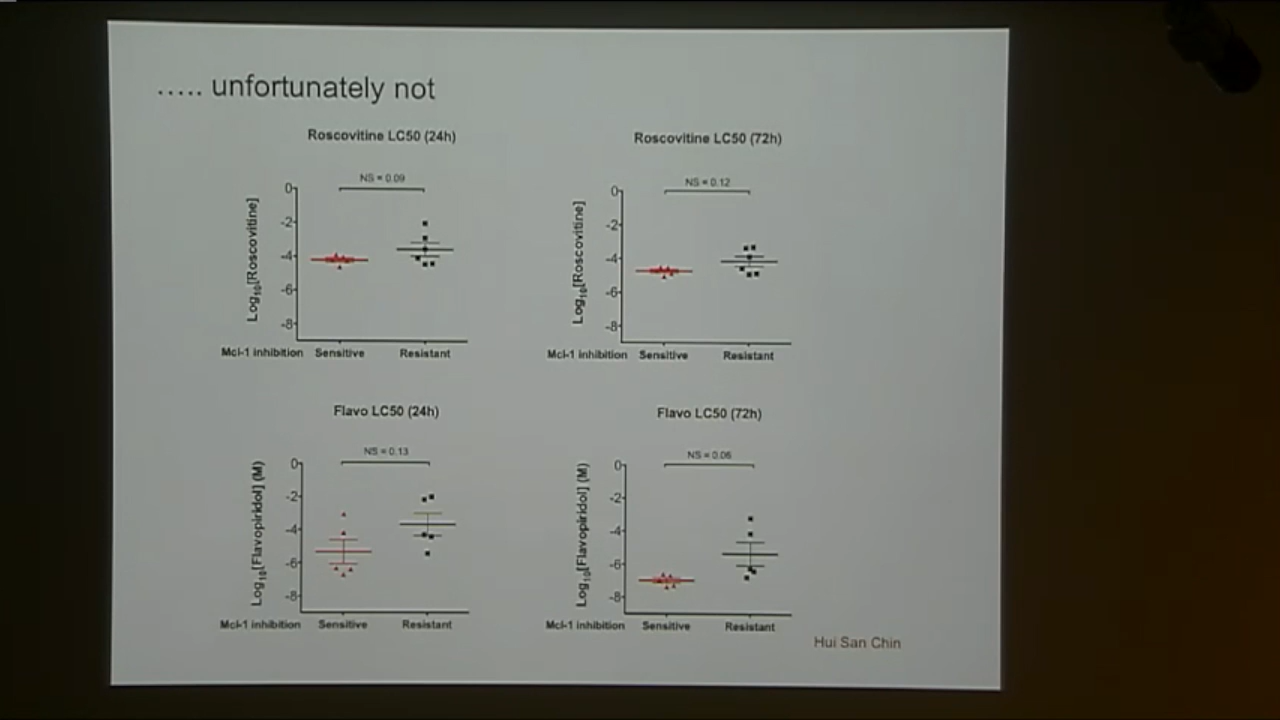 ..... unfortunately not
Roscovitine LC50 (24h)
NS = 0.09
Log10[Roscovitine]
0
-2
-4
-6
-8
Mcl-1 inhibition Sensitive Resistant
Roscovitine LC50 (72h)
NS = 0.12
Log10[Roscovitine]
0
-2
-4
-6
-8
Mcl-1 inhibition Sensitive Resistant
Flavo LC50 (24h)
NS = 0.13
Log10[Flavopiridol] (M)
0
-2
-4
-6
-8
Mcl-1 inhibition Sensitive Resistant
Flavo LC50 (72h)
NS = 0.06
Log10[Flavopiridol] (M)
0
-2
-4
-6
-8
Mcl-1 inhibition Sensitive Resistant
Hui San Chin